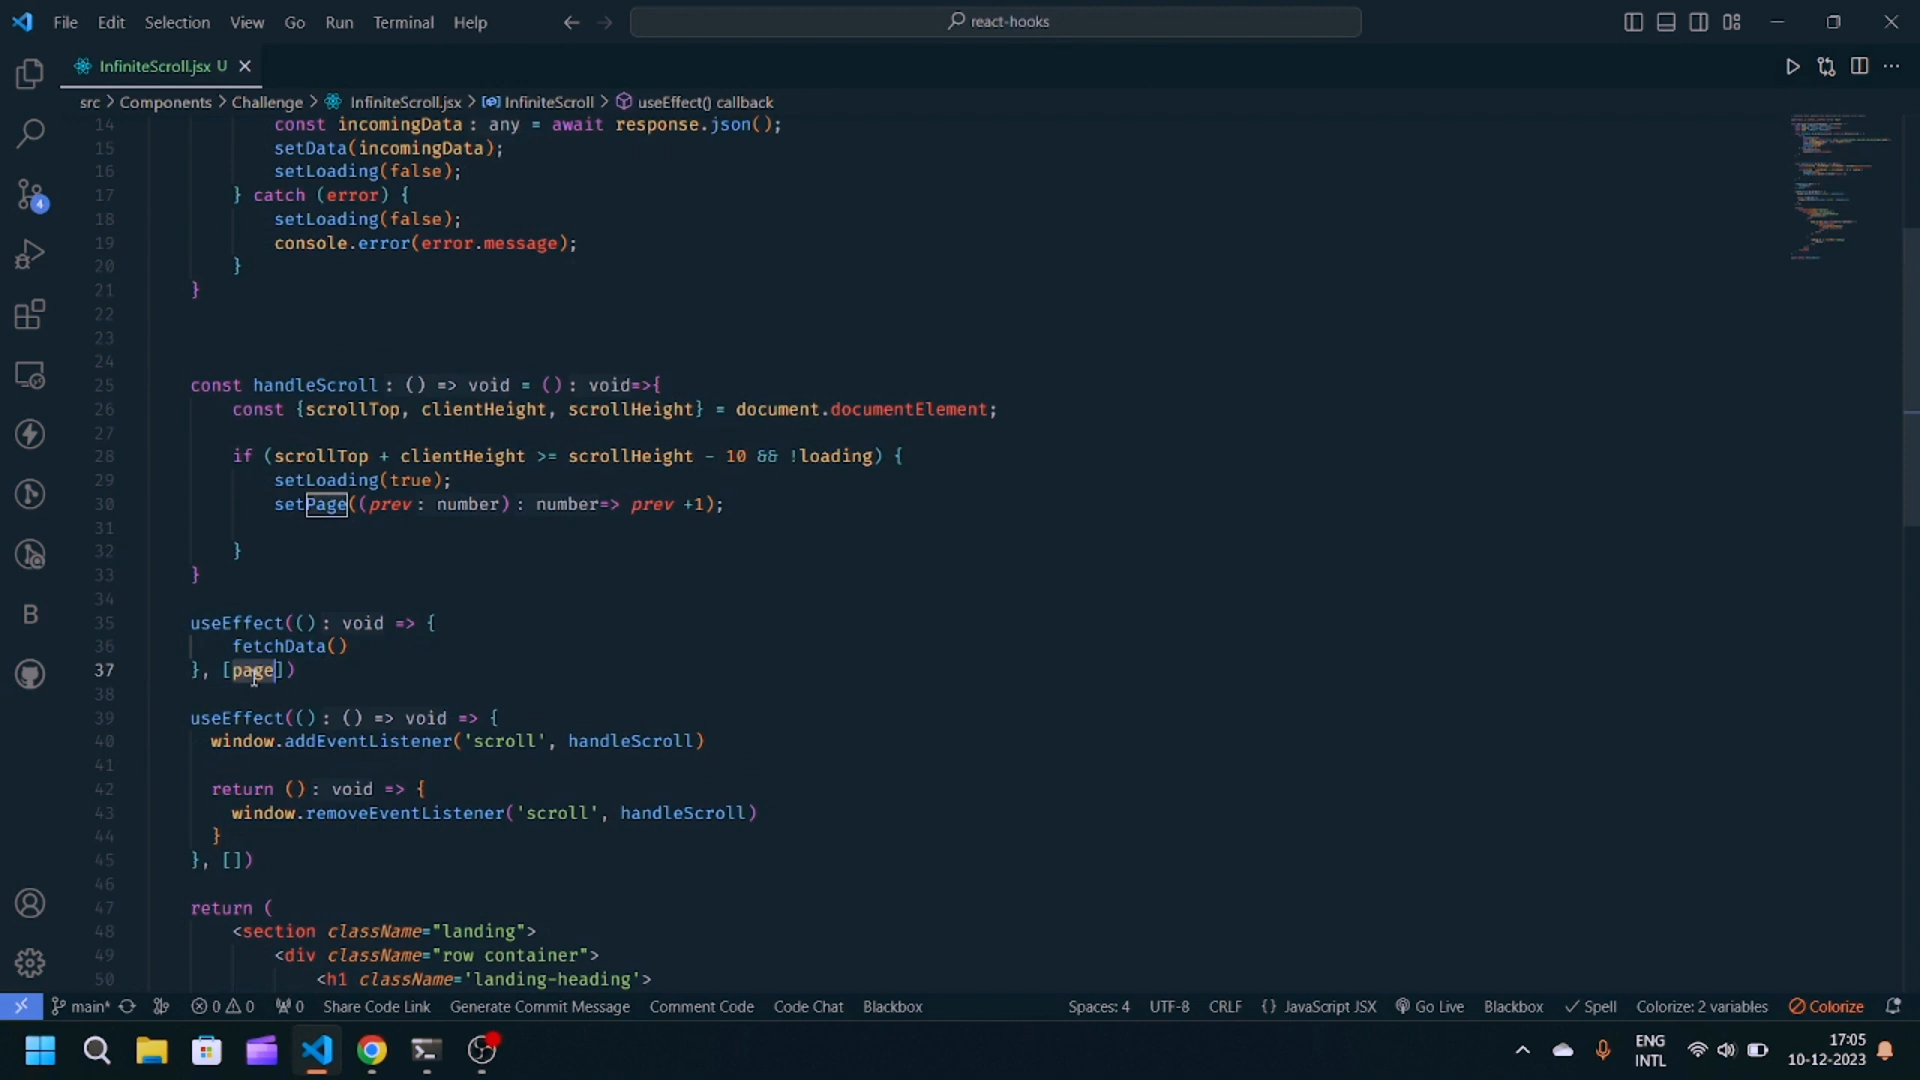 File Edit Selection View Go Run Terminal Help react-hooks
InfiniteScroll.jsx U
src > Components > Challenge > InfiniteScroll.jsx > InfiniteScroll > useEffect() callback
14 const incomingData: any = await response.json();
15 setData(incomingData);
16 setLoading(false);
17 } catch (error) {
18 setLoading(false);
19 console.error(error.message);
20 }
21 }
22
23
24
25 const handleScroll: () => void = (): void=>{
26 const {scrollTop, clientHeight, scrollHeight} = document.documentElement;
27
28 if (scrollTop + clientHeight >= scrollHeight - 10 && !loading) {
29 setLoading(true);
30 setPage((prev: number): number=> prev +1);
31
32 }
33 }
34
35 useEffect((): void => {
36 fetchData()
37 }, [page])
38
39 useEffect((): () => void => {
40 window.addEventListener('scroll', handleScroll)
41
42 return (): void => {
43 window.removeEventListener('scroll', handleScroll)
44 }
45 }, [])
46
47 return (
48 <section className="landing">
49 <div className="row container">
50 <h1 className='landing-heading'>
4
B
main* 0 0 0 Share Code Link Generate Commit Message Comment Code Code Chat Blackbox Spaces: 4 UTF-8 CRLF {} JavaScript JSX Go Live Blackbox Spell Colorize: 2 variables Colorize
ENG INTL
17:05
10-12-2023